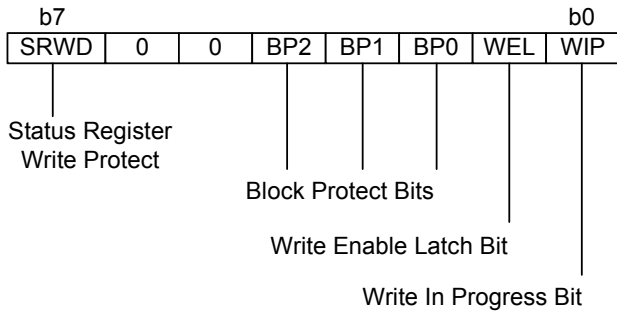 b7 b0
SRWD 0 0 BP2 BP1 BP0 WEL WIP
Status Register
Write Protect
Block Protect Bits
Write Enable Latch Bit
Write In Progress Bit